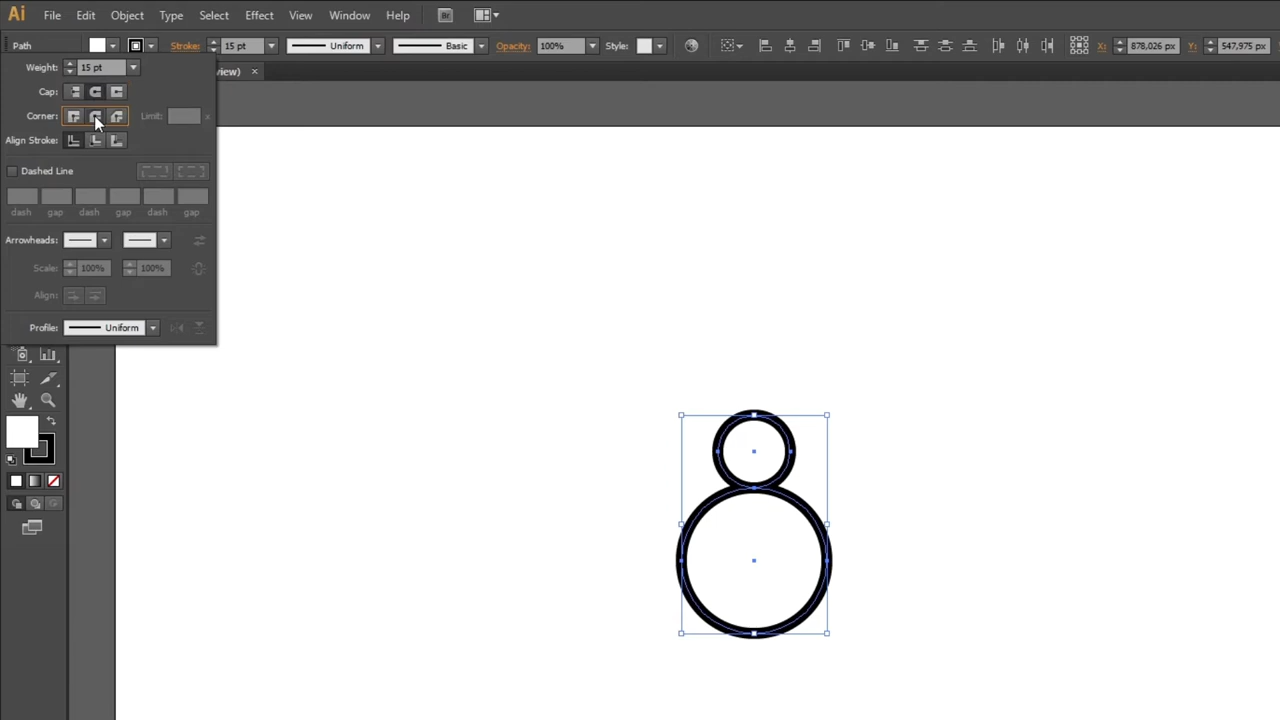 Ai File Edit Object Type Select Effect View Window Help Br
Path Stroke: 15 pt Uniform Basic Opacity: 100% Style: X: 878,026 px Y: 547,975 px
Weight: 15 pt view) ×
Cap:
Corner: Limit: x
Align Stroke:
Dashed Line
dash gap dash gap dash gap
Arrowheads:
Scale: 100% 100%
Align:
Profile: Uniform